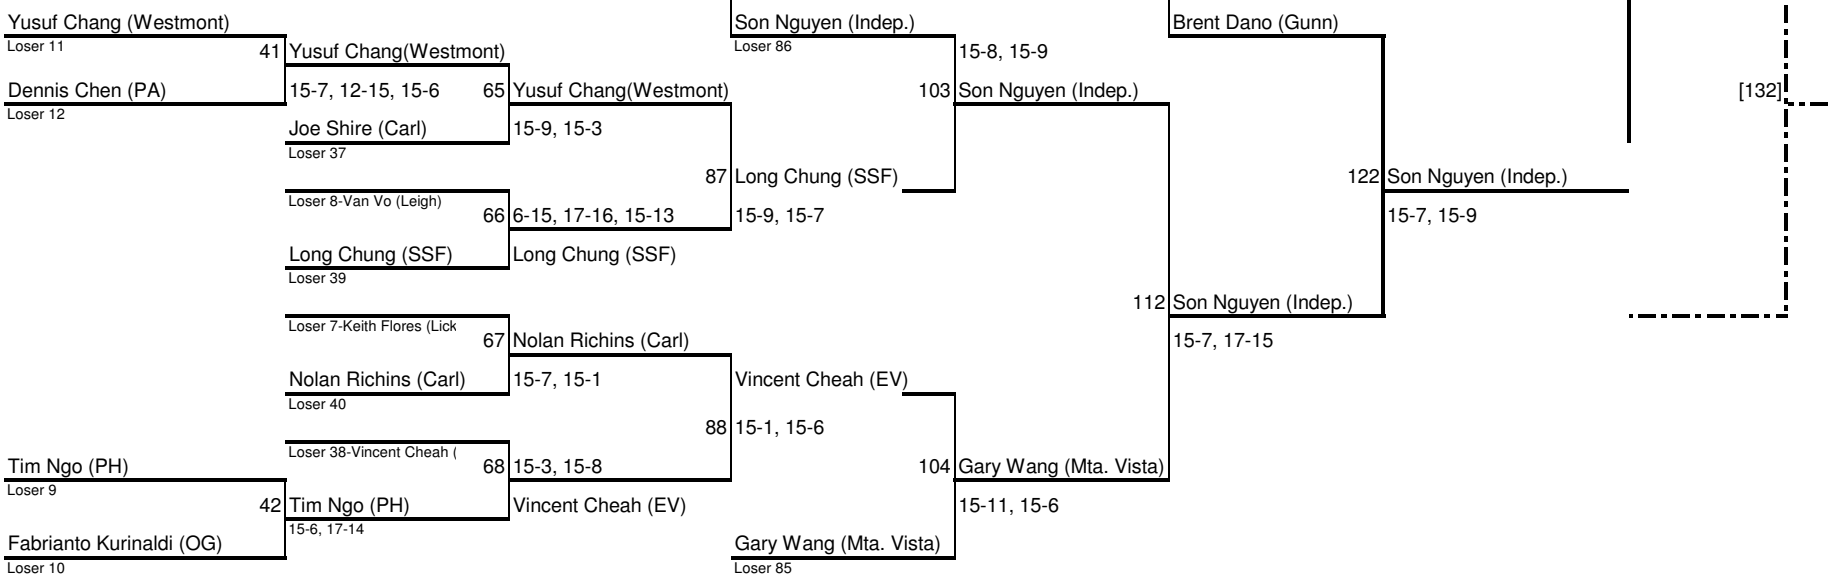 Yusuf Chang (Westmont)
Loser 11
41
Yusuf Chang(Westmont)
Dennis Chen (PA)
Loser 12
15-7, 12-15, 15-6
65
Yusuf Chang(Westmont)
Joe Shire (Carl)
Loser 37
15-9, 15-3
Loser 8-Van Vo (Leigh)
66
6-15, 17-16, 15-13
Long Chung (SSF)
Loser 39
Long Chung (SSF)
87
Long Chung (SSF)
15-9, 15-7
Son Nguyen (Indep.)
Loser 86
15-8, 15-9
103
Son Nguyen (Indep.)
Brent Dano (Gunn)
[132]
122
Son Nguyen (Indep.)
15-7, 15-9
112
Son Nguyen (Indep.)
15-7, 17-15
Loser 7-Keith Flores (Lick
67
Nolan Richins (Carl)
Nolan Richins (Carl)
Loser 40
15-7, 15-1
Vincent Cheah (EV)
88
15-1, 15-6
Loser 38-Vincent Cheah (
68
15-3, 15-8
Tim Ngo (PH)
Loser 9
42
Tim Ngo (PH)
15-6, 17-14
Vincent Cheah (EV)
Fabrianto Kurinaldi (OG)
Loser 10
104
Gary Wang (Mta. Vista)
15-11, 15-6
Gary Wang (Mta. Vista)
Loser 85